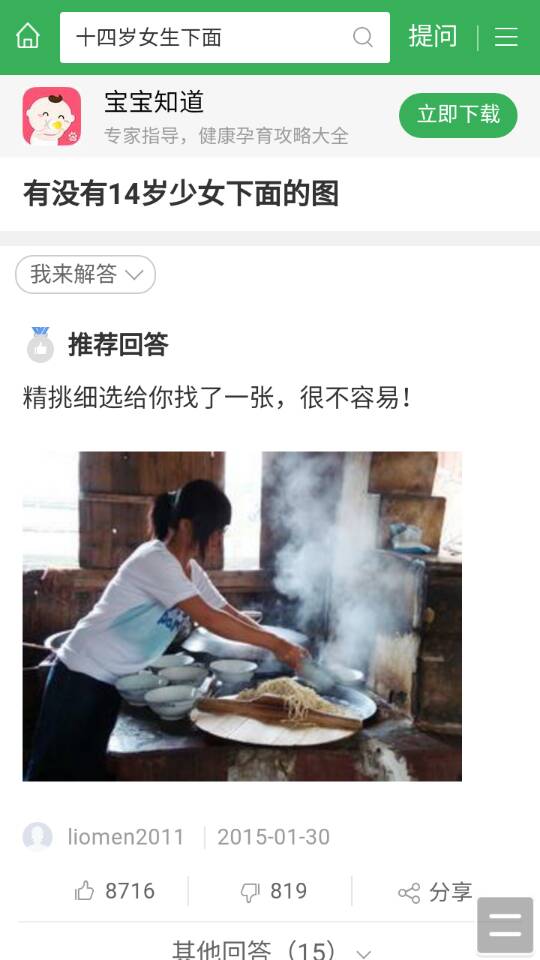 十四岁女生下面
提问
宝宝知道
专家指导，健康孕育攻略大全
立即下载
有没有14岁少女下面的图
我来解答
推荐回答
精挑细选给你找了一张，很不容易！
liomen2011
2015-01-30
8716
819
分享
其他回答（15）